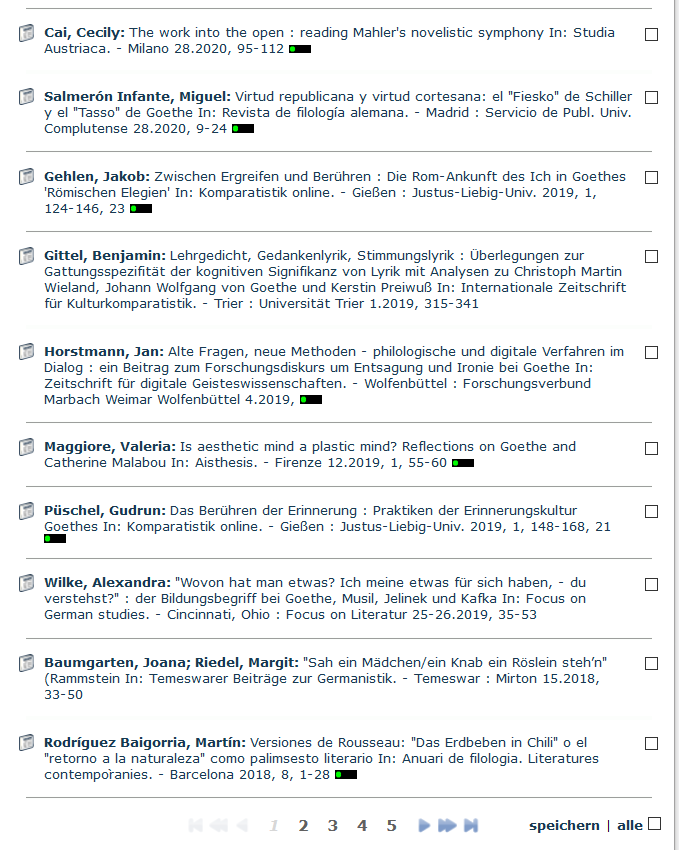 Cai, Cecily: The work into the open : reading Mahler's novelistic symphony In: Studia
Austriaca. - Milano 28.2020, 95-112
Salmerón Infante, Miguel: Virtud republicana y virtud cortesana: el "Fiesko" de Schiller
y el "Tasso" de Goethe In: Revista de filología alemana. - Madrid : Servicio de Publ. Univ.
Complutense 28.2020, 9-24
Gehlen, Jakob: Zwischen Ergreifen und Berühren : Die Rom-Ankunft des Ich in Goethes
'Römischen Elegien' In: Komparatistik online. - Gießen : Justus-Liebig-Univ. 2019, 1,
124-146, 23
Gittel, Benjamin: Lehrgedicht, Gedankenlyrik, Stimmungslyrik : Überlegungen zur
Gattungsspezifität der kognitiven Signifikanz von Lyrik mit Analysen zu Christoph Martin
Wieland, Johann Wolfgang von Goethe und Kerstin Preiwuß In: Internationale Zeitschrift
für Kulturkomparatistik. - Trier : Universität Trier 1.2019, 315-341
Horstmann, Jan: Alte Fragen, neue Methoden - philologische und digitale Verfahren im
Dialog : ein Beitrag zum Forschungsdiskurs um Entsagung und Ironie bei Goethe In:
Zeitschrift für digitale Geisteswissenschaften. - Wolfenbüttel : Forschungsverbund
Marbach Weimar Wolfenbüttel 4.2019,
Maggiore, Valeria: Is aesthetic mind a plastic mind? Reflections on Goethe and
Catherine Malabou In: Aisthesis. - Firenze 12.2019, 1, 55-60
Püschel, Gudrun: Das Berühren der Erinnerung : Praktiken der Erinnerungskultur
Goethes In: Komparatistik online. - Gießen : Justus-Liebig-Univ. 2019, 1, 148-168, 21
Wilke, Alexandra: "Wovon hat man etwas? Ich meine etwas für sich haben, - du
verstehst?" : der Bildungsbegriff bei Goethe, Musil, Jelinek und Kafka In: Focus on
German studies. - Cincinnati, Ohio : Focus on Literatur 25-26.2019, 35-53
Baumgarten, Joana; Riedel, Margit: "Sah ein Mädchen/ein Knab ein Röslein steh’n"
(Rammstein In: Temeswarer Beiträge zur Germanistik. - Temeswar : Mirton 15.2018,
33-50
Rodríguez Baigorria, Martín: Versiones de Rousseau: "Das Erdbeben in Chili" o el
"retorno a la naturaleza" como palimsesto literario In: Anuari de filologia. Literatures
contemporànies. - Barcelona 2018, 8, 1-28
1 2 3 4 5 speichern | alle